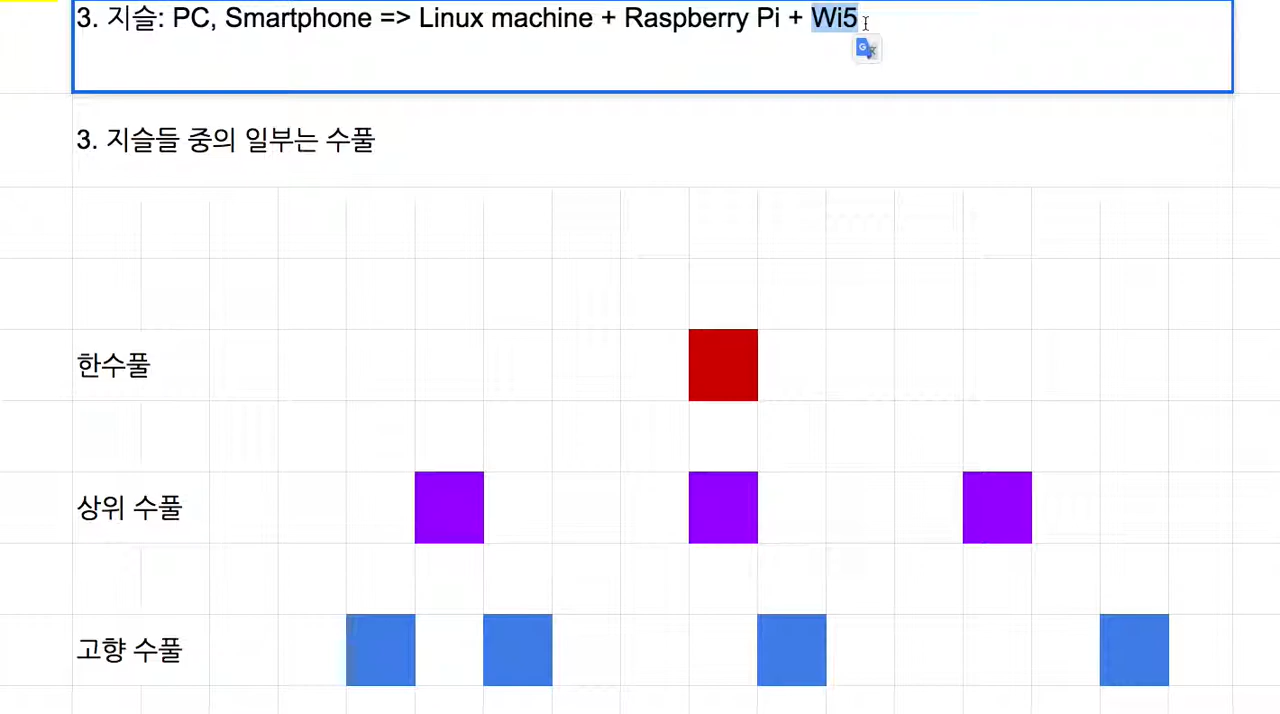 3. 지슬: PC, Smartphone => Linux machine + Raspberry Pi + Wi5
3. 지슬들 중의 일부는 수풀
한수풀
상위 수풀
고향 수풀